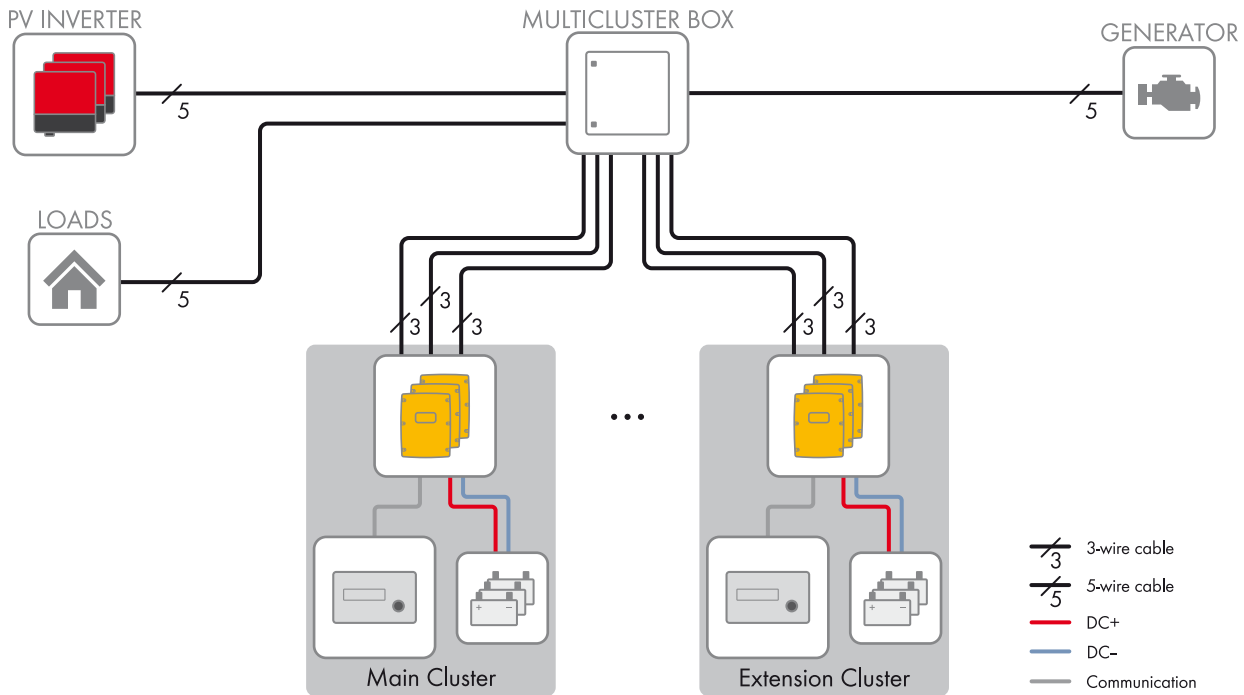 PV INVERTER
MULTICLUSTER BOX
GENERATOR
5
5
LOADS
5
3
3
3
3
3
3
...
+ −
+ −
Main Cluster
Extension Cluster
3 3-wire cable
5 5-wire cable
DC+
DC−
Communication